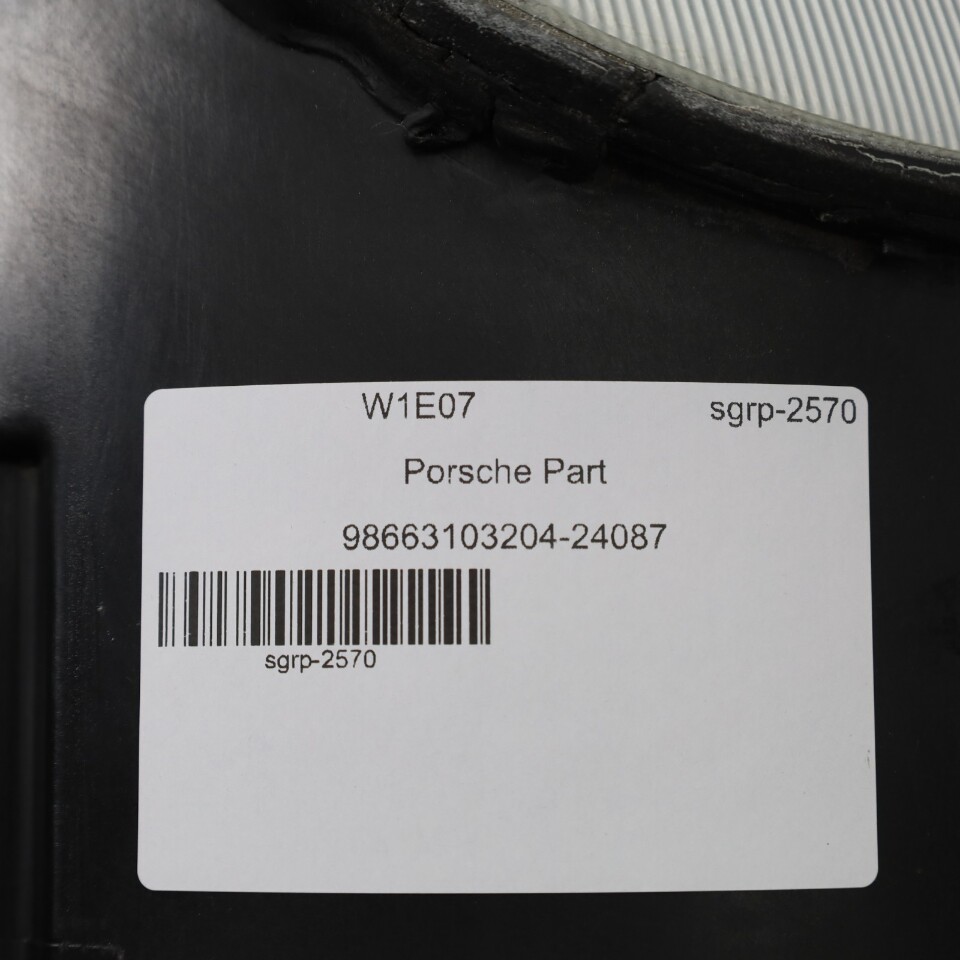 W1E07 sgrp-2570
Porsche Part
98663103204-24087
sgrp-2570